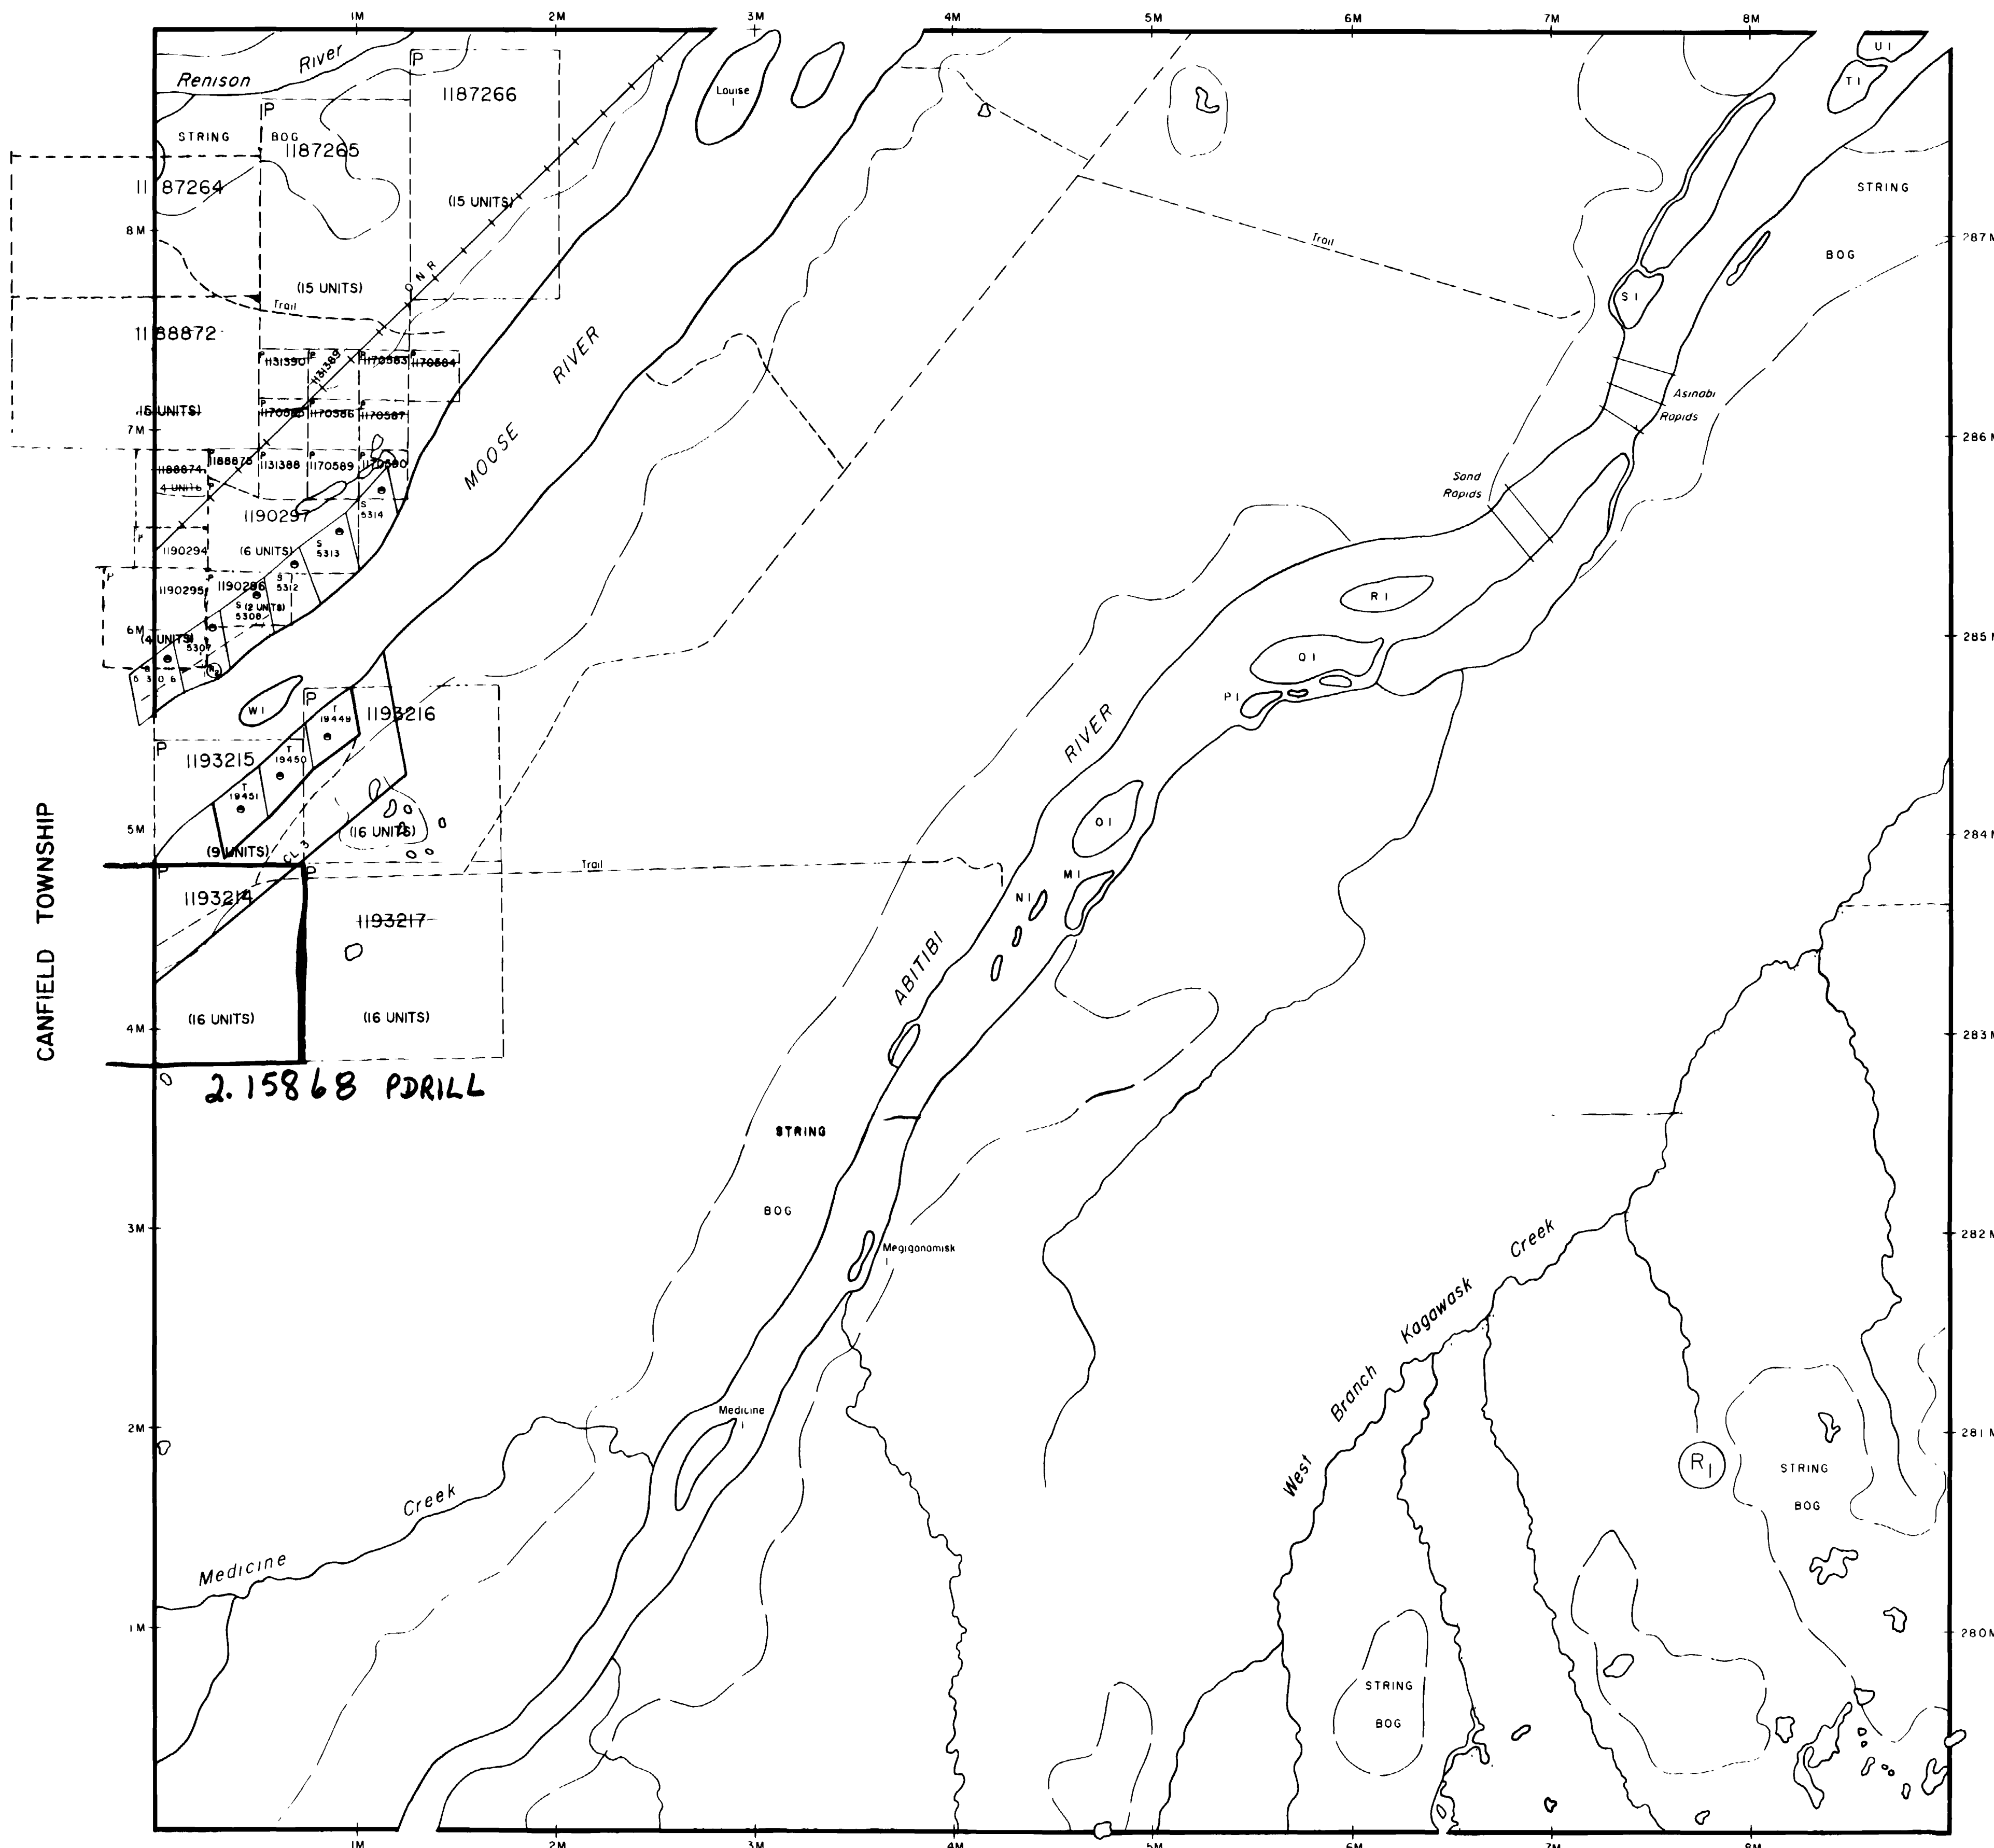 1M 2M 3M 4M 5M 6M 7M 8M
Renison River
P
1187266
Louise
I
U I
T I
P
STRING BOG
1187265
1187264
(15 UNITS)
STRING
BOG
8M
287M
Trail
O N R
(15 UNITS)
Trail
S I
1188872
RIVER
P 1131390 P 1131389 P 1170583 P 1170584
Asinabi
Rapids
(15 UNITS)
P P 1170586 P 1170587
7M
286M
MOOSE
1188874 P 1188875 P 1131388 P 1170589 P 1170590
4 UNITS P
Sand
Rapids
1190297
S
5314
1190294
(6 UNITS)
S
5313
P
1190295
P
1190296
S
5312
R I
S (2 UNITS)
5308
6M
285M
(4 UNITS)
5307
S
5306
Q I
P I
W I
P
T
19449
1193216
P
1193215
T
19450
RIVER
T
19451
O I
CANFIELD TOWNSHIP
5M
284M
(16 UNITS)
(9 UNITS)
CL 3
Trail
P
P
1193214
M I
N I
1193217
ABITIBI
(16 UNITS)
(16 UNITS)
4M
283M
2.15868 PDRILL
STRING
BOG
3M
282M
Megiganamisk
I
West Branch Kagawask Creek
Medicine
I
2M
281M
R1
STRING
BOG
Medicine Creek
1M
280M
STRING
BOG
1M 2M 3M 4M 5M 6M 7M 8M